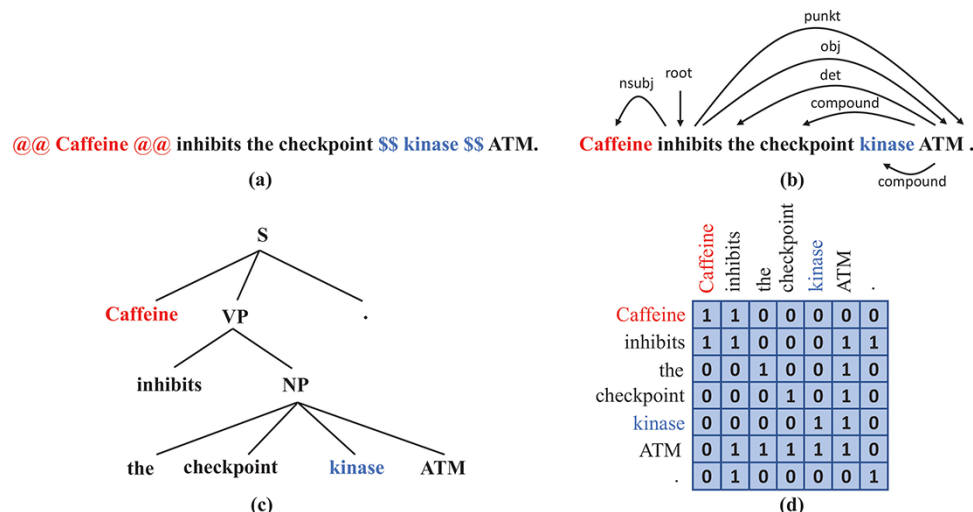 @@ Caffeine @@ inhibits the checkpoint $$ kinase $$ ATM.
(a)
punkt
obj
nsubj root det
compound
Caffeine inhibits the checkpoint kinase ATM .
(b)
compound
S
Caffeine VP .
inhibits NP
the checkpoint kinase ATM
(c)
Caffeine inhibits the checkpoint kinase ATM .
Caffeine 1 1 0 0 0 0 0
inhibits 1 1 0 0 0 1 1
the 0 0 1 0 0 1 0
checkpoint 0 0 0 1 0 1 0
kinase 0 0 0 0 1 1 0
ATM 0 1 1 1 1 1 0
. 0 1 0 0 0 0 1
(d)